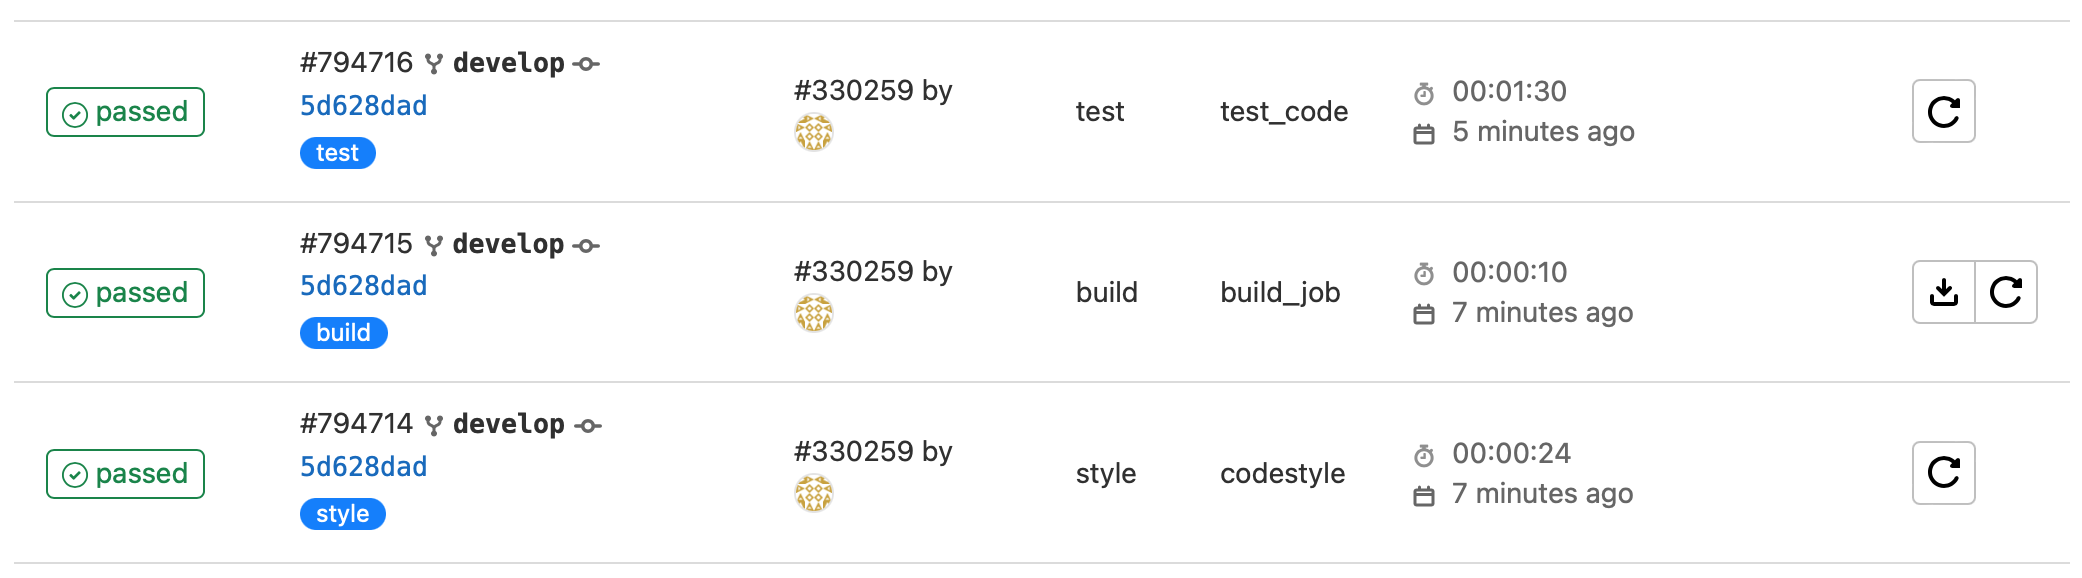 #794716 develop
5d628dad
test
passed
#330259 by
test
test_code
00:01:30
5 minutes ago
#794715 develop
5d628dad
build
passed
#330259 by
build
build_job
00:00:10
7 minutes ago
#794714 develop
5d628dad
style
passed
#330259 by
style
codestyle
00:00:24
7 minutes ago